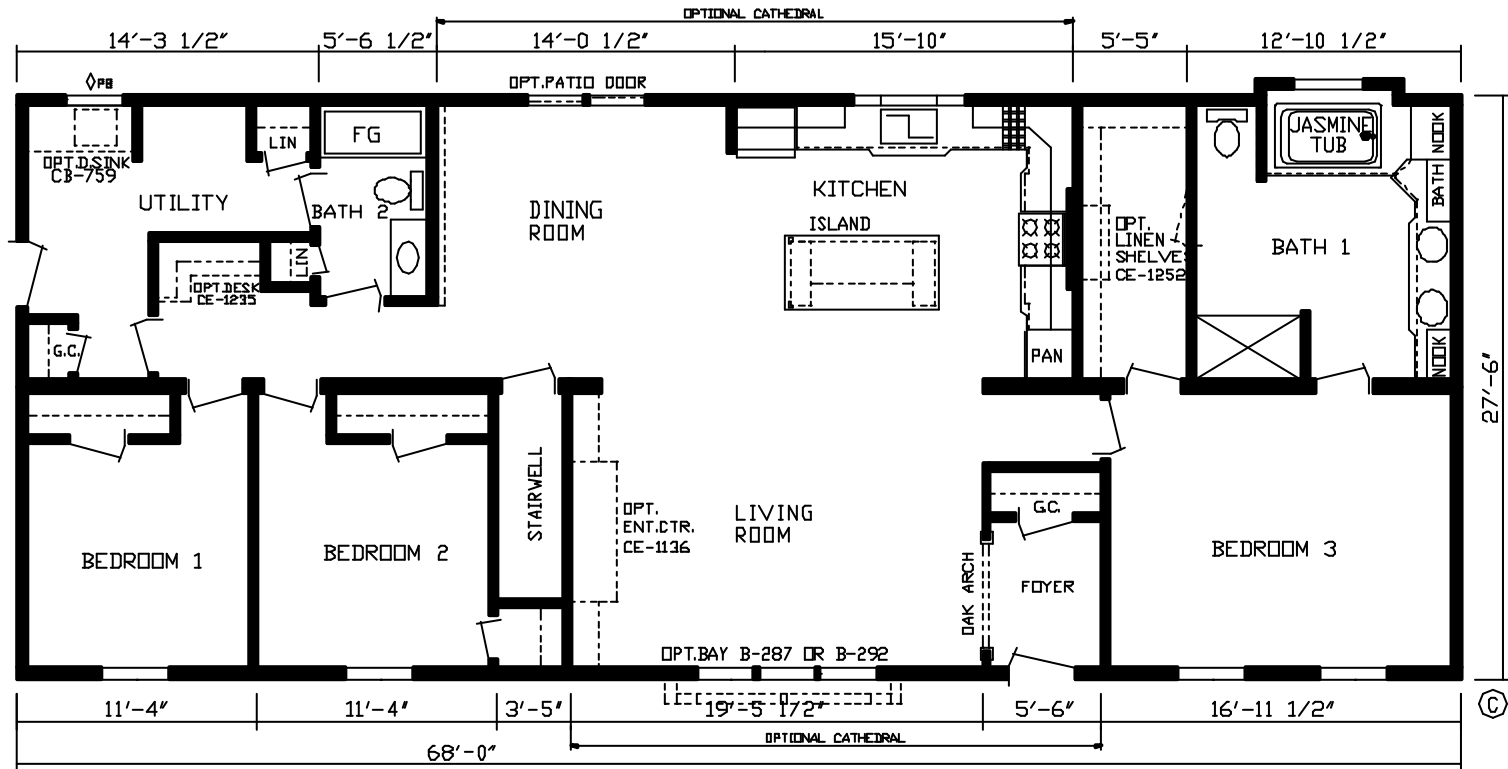 OPTIONAL CATHEDRAL
14'-3 1/2"
5'-6 1/2"
14'-0 1/2"
15'-10"
5'-5"
12'-10 1/2"
OPT.PATIO DOOR
FG
LIN
OPT.D.SINK
CB-759
UTILITY
BATH 2
LIN
OPT.DESK
CE-1235
G.C.
DINING
ROOM
KITCHEN
ISLAND
PAN
OPT.
LINEN
SHELVES
CE-1252
JASMINE
TUB
NOOK
BATH
BATH 1
NOOK
27'-6"
BEDROOM 1
BEDROOM 2
STAIRWELL
OPT.
ENT.CTR.
CE-1136
LIVING
ROOM
G.C.
OAK ARCH
FOYER
BEDROOM 3
OPT.BAY B-287 OR B-292
11'-4"
11'-4"
3'-5"
19'-5 1/2"
5'-6"
16'-11 1/2"
C
OPTIONAL CATHEDRAL
68'-0"